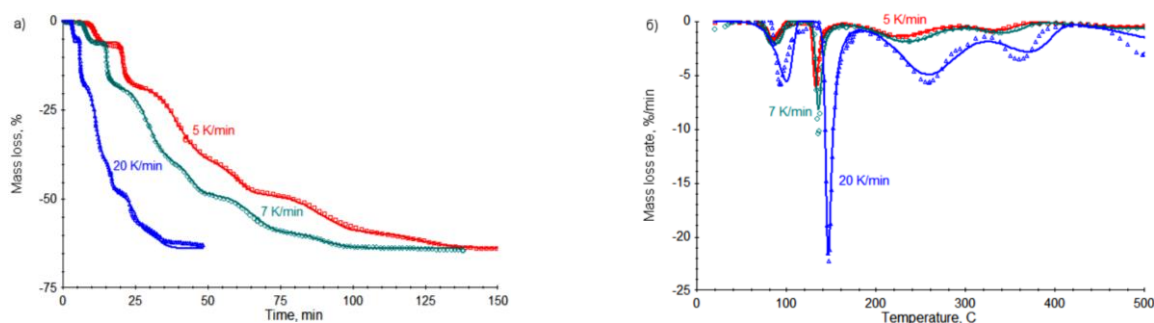 а)
Mass loss, %
0
-25
-50
-75
0
25
50
75
100
125
150
Time, min
5 K/min
20 K/min
7 K/min
б)
Mass loss rate, %/min
0
-5
-10
-15
-20
-25
100
200
300
400
500
Temperature, C
5 K/min
7 K/min
20 K/min